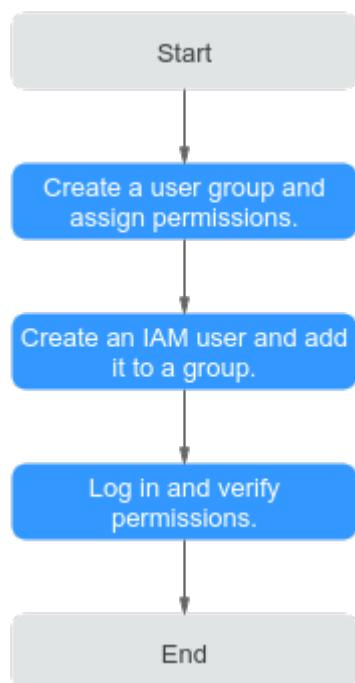 Start
Create a user group and
assign permissions.
Create an IAM user and add
it to a group.
Log in and verify
permissions.
End